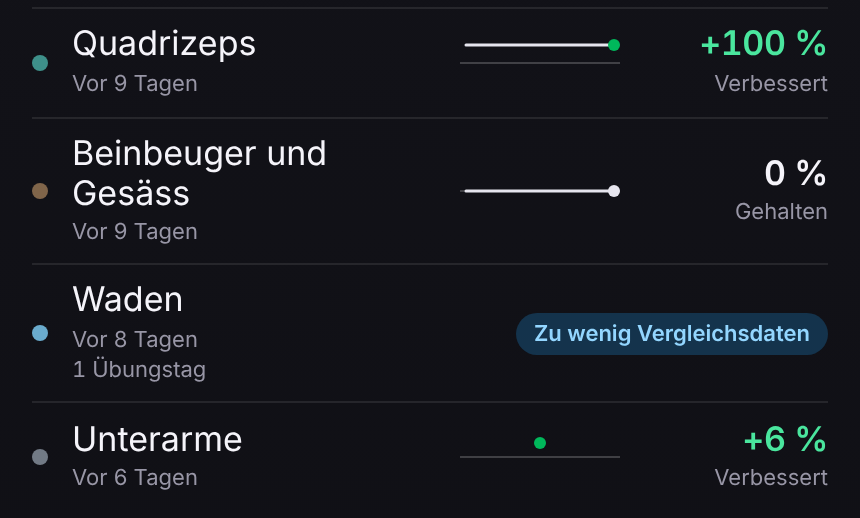 Quadrizeps
Vor 9 Tagen
+100 %
Verbessert
Beinbeuger und
Gesäss
Vor 9 Tagen
0 %
Gehalten
Waden
Vor 8 Tagen
1 Übungstag
Zu wenig Vergleichsdaten
Unterarme
Vor 6 Tagen
+6 %
Verbessert